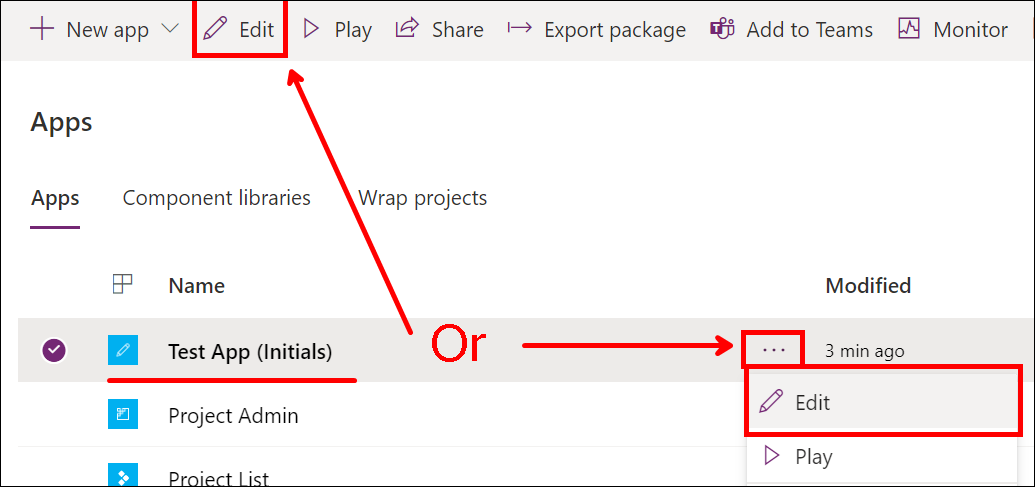 New app Edit Play Share Export package Add to Teams Monitor
Apps
Apps Component libraries Wrap projects
Name Modified
Test App (Initials) Or ... 3 min ago
Project Admin Edit
Project List Play